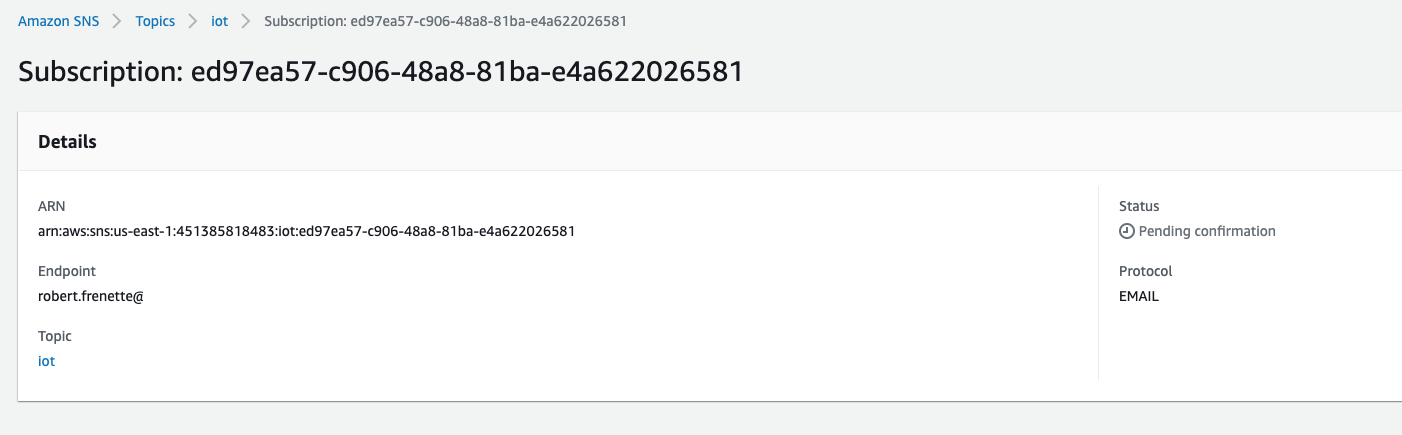 Amazon SNS > Topics > iot > Subscription: ed97ea57-c906-48a8-81ba-e4a622026581
Subscription: ed97ea57-c906-48a8-81ba-e4a622026581
Details
ARN
arn:aws:sns:us-east-1:451385818483:iot:ed97ea57-c906-48a8-81ba-e4a622026581
Endpoint
robert.frenette@
Topic
iot
Status
Pending confirmation
Protocol
EMAIL